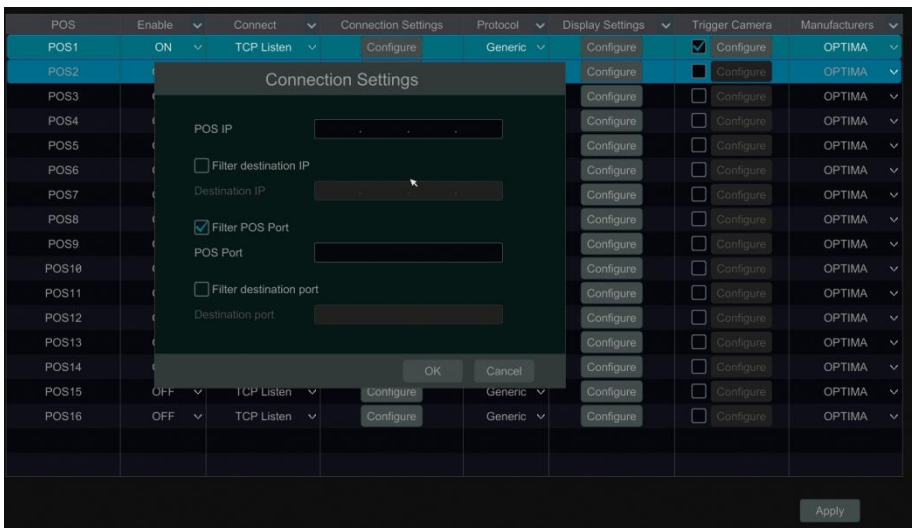 POS Enable Connect Connection Settings Protocol Display Settings Trigger Camera Manufacturers
POS1 ON TCP Listen Configure Generic Configure Configure OPTIMA
POS2 Configure Configure OPTIMA
Connection Settings
POS3 Configure Configure OPTIMA
POS4 Configure Configure OPTIMA
POS IP . . .
POS5 Configure Configure OPTIMA
POS6 Configure Configure OPTIMA
Filter destination IP
POS7 Configure Configure OPTIMA
Destination IP . . .
POS8 Configure Configure OPTIMA
Filter POS Port
POS9 Configure Configure OPTIMA
POS Port
POS10 Configure Configure OPTIMA
POS11 Configure Configure OPTIMA
Filter destination port
POS12 Configure Configure OPTIMA
Destination port
POS13 Configure Configure OPTIMA
POS14 Configure Configure OPTIMA
OK Cancel
POS15 OFF TCP Listen Configure Generic Configure Configure OPTIMA
POS16 OFF TCP Listen Configure Generic Configure Configure OPTIMA
Apply